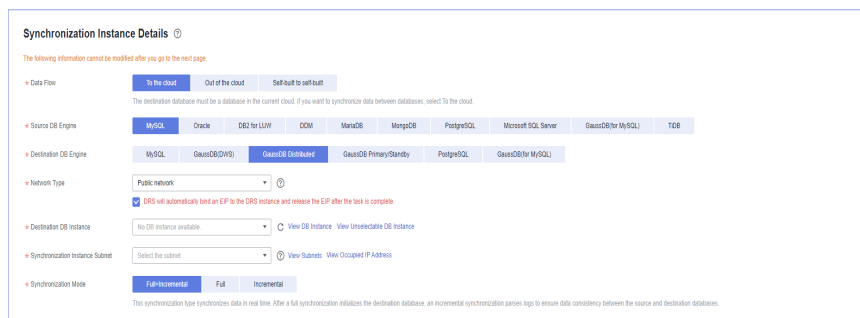 Synchronization Instance Details
The following information cannot be modified after you go to the next page.
* Data Flow To the cloud Out of the cloud Self-built to self-built
The destination database must be a database in the current cloud. If you want to synchronize data between databases, select To the cloud.
* Source DB Engine MySQL Oracle DB2 for LUW DDM MariaDB MongoDB PostgreSQL Microsoft SQL Server GaussDB(for MySQL) TiDB
* Destination DB Engine MySQL GaussDB(DWS) GaussDB Distributed GaussDB Primary/Standby PostgreSQL GaussDB(for MySQL)
* Network Type Public network
DRS will automatically bind an EIP to the DRS instance and release the EIP after the task is complete.
* Destination DB Instance No DB instance available. View DB Instance View Unselectable DB Instance
* Synchronization Instance Subnet Select the subnet View Subnets View Occupied IP Address
* Synchronization Mode Full+Incremental Full Incremental
This synchronization type synchronizes data in real time. After a full synchronization initializes the destination database, an incremental synchronization parses logs to ensure data consistency between the source and destination databases.